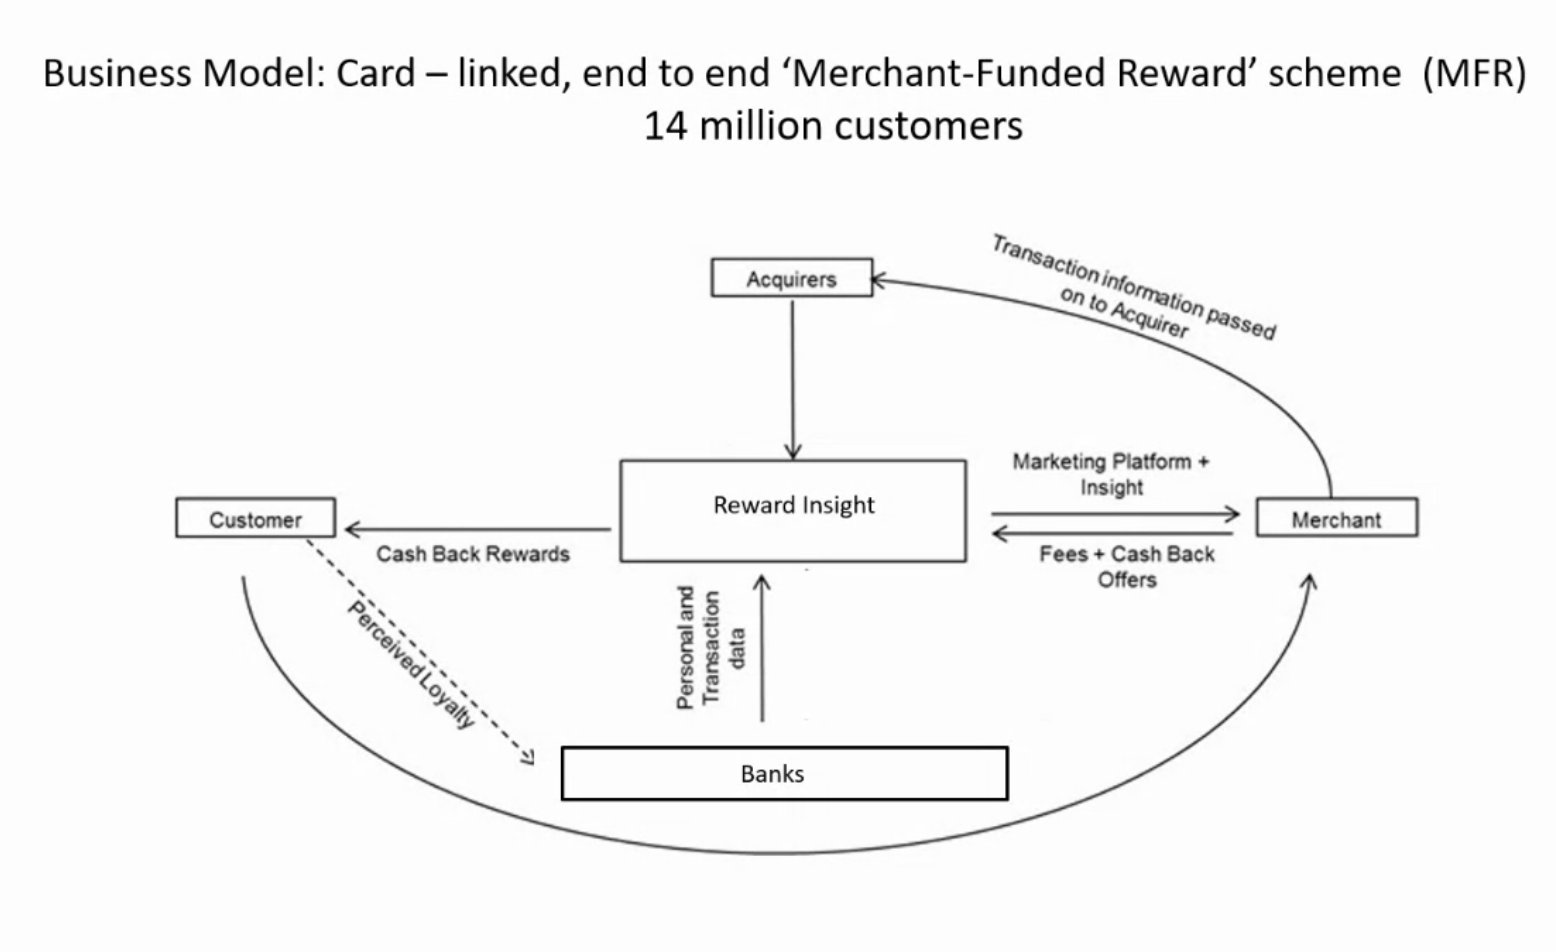 Business Model: Card – linked, end to end ‘Merchant-Funded Reward’ scheme (MFR)
14 million customers
Transaction information passed
on to Acquirer
Acquirers
Marketing Platform +
Insight
Reward Insight
Customer
Merchant
Cash Back Rewards
Fees + Cash Back
Offers
Personal and
Transaction
data
Perceived Loyalty
Banks